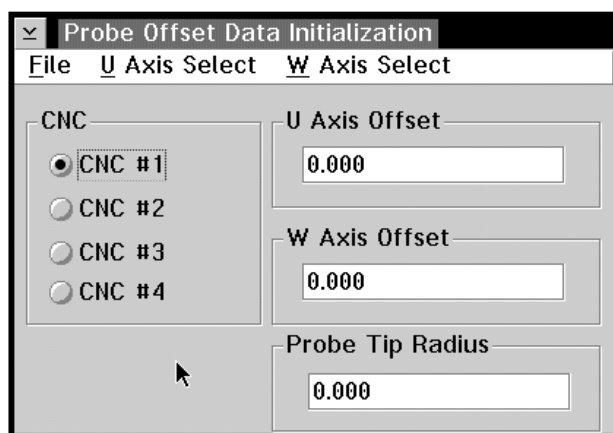 Probe Offset Data Initialization
File U Axis Select W Axis Select
CNC
CNC #1
CNC #2
CNC #3
CNC #4
U Axis Offset
0.000
W Axis Offset
0.000
Probe Tip Radius
0.000